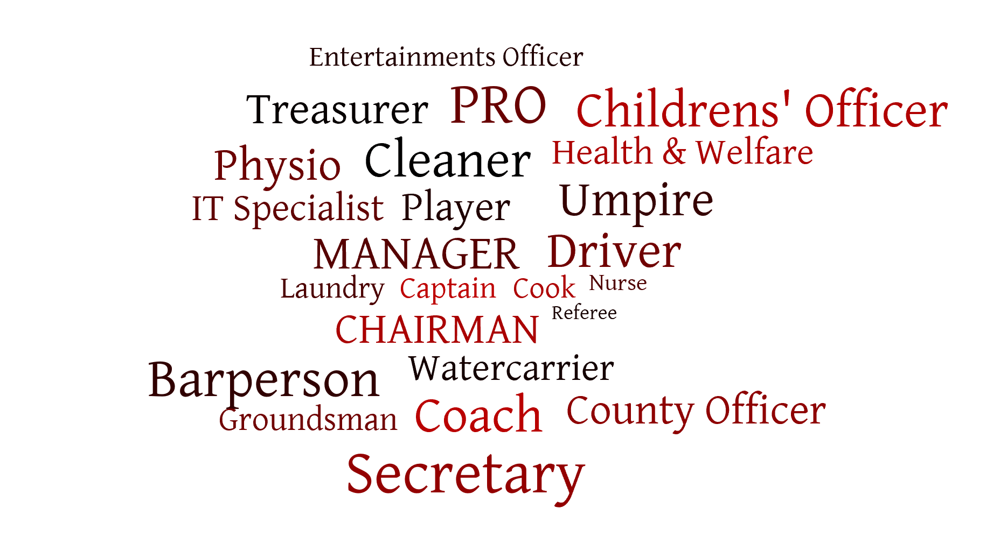 Entertainments Officer
Treasurer PRO Childrens' Officer
Physio Cleaner Health & Welfare
IT Specialist Player Umpire
MANAGER Driver
Laundry Captain Cook Nurse
CHAIRMAN Referee
Barperson Watercarrier
Groundsman Coach County Officer
Secretary